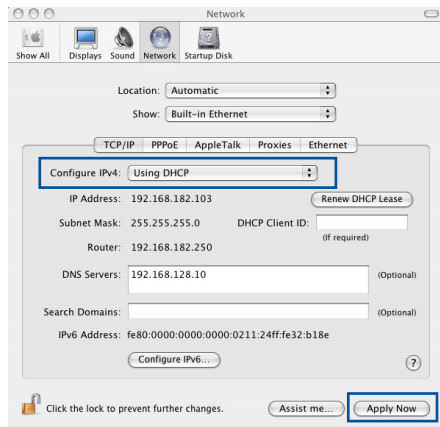 Network
Show All Displays Sound Network Startup Disk
Location: Automatic
Show: Built-in Ethernet
TCP/IP PPPoE AppleTalk Proxies Ethernet
Configure IPv4: Using DHCP
IP Address: 192.168.182.103 Renew DHCP Lease
Subnet Mask: 255.255.255.0 DHCP Client ID:
(If required)
Router: 192.168.182.250
DNS Servers: 192.168.128.10 (Optional)
Search Domains: (Optional)
IPv6 Address: fe80:0000:0000:0000:0211:24ff:fe32:b18e
Configure IPv6... ?
Click the lock to prevent further changes. Assist me... Apply Now